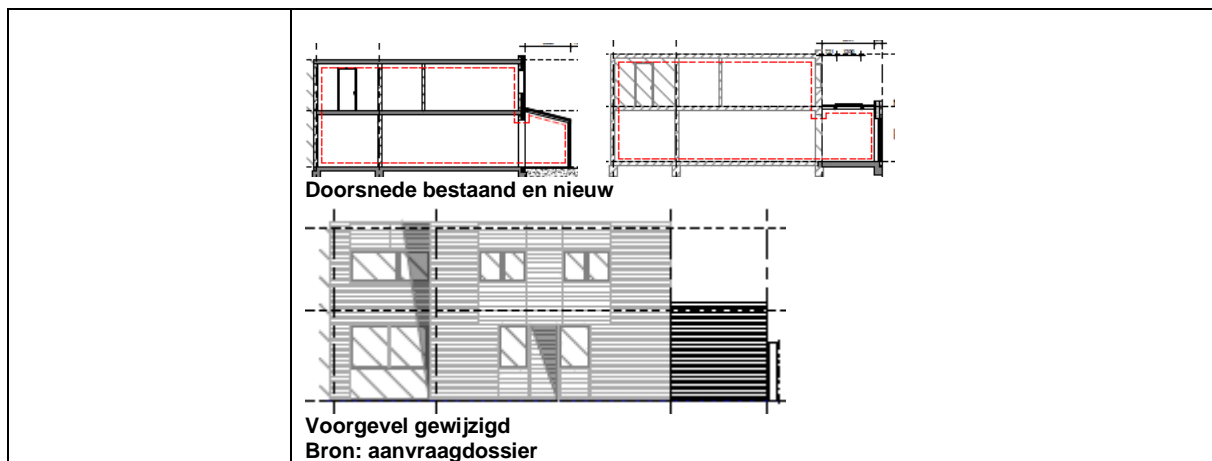 Doorsnede bestaand en nieuw
Voorgevel gewijzigd
Bron: aanvraagdossier